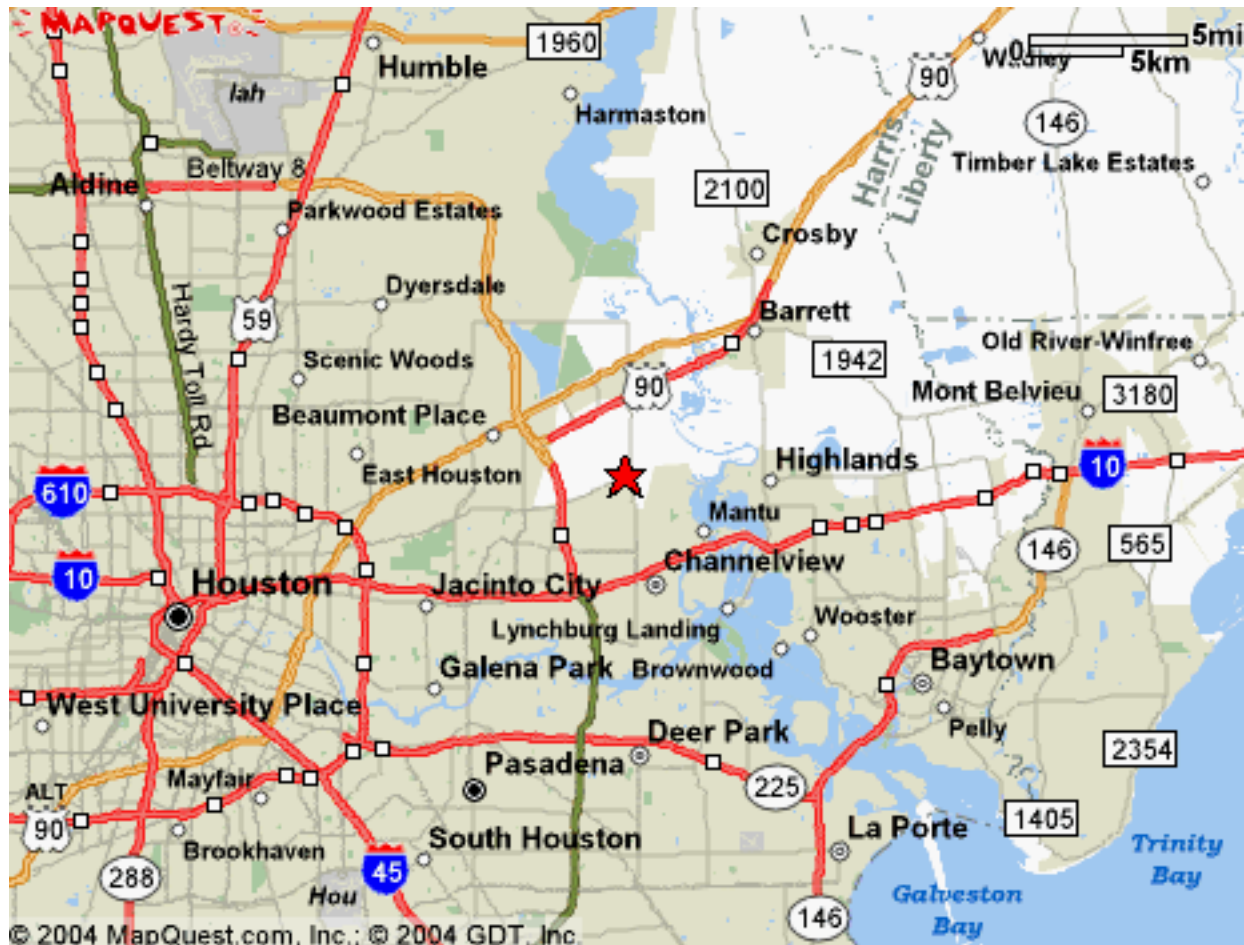 MAPQUEST®
1960
5mi
0
5km
Humble
90
Wadley
Iah
Harmaston
146
Harris
Liberty
Beltway 8
Timber Lake Estates
Aldine
2100
Parkwood Estates
Crosby
Dyersdale
Hardy Toll Rd
59
Barrett
Scenic Woods
1942
Old River-Winfree
90
Mont Belvieu
3180
Beaumont Place
East Houston
Highlands
10
610
Mantu
146
565
10
Houston
Jacinto City
Channelview
Lynchburg Landing
Wooster
Galena Park
Brownwood
Baytown
West University Place
Pelly
Deer Park
2354
Mayfair
Pasadena
225
ALT
90
1405
Brookhaven
South Houston
La Porte
Trinity
Bay
288
Hou
45
Galveston
Bay
146
© 2004 MapQuest.com, Inc.; © 2004 GDT, Inc.